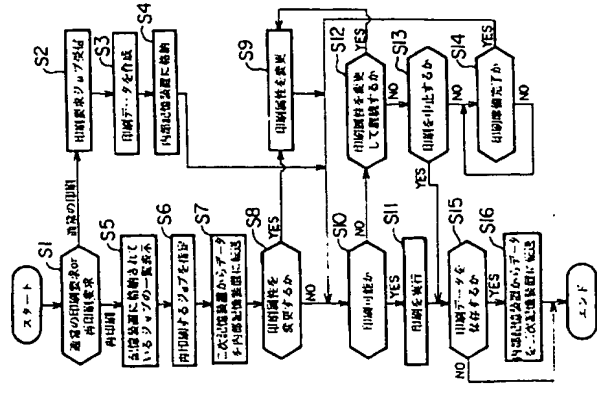 スタート
S1
通常の印刷要求or
再印刷要求
通常の印刷
再印刷
S2
印刷要求ジョブ受信
S3
印刷データを作成
S4
内部記憶装置に格納
S5
記憶装置に格納されて
いるジョブの一覧表示
S6
再印刷するジョブを指定
S7
二次記憶装置からデータ
を内部記憶装置に転送
S8
印刷属性を
変更するか
YES
NO
S9
印刷属性を変更
S10
印刷可能か
NO
YES
S11
印刷を実行
S12
印刷属性を変更
して継続するか
YES
NO
S13
印刷を中止するか
NO
YES
S14
印刷準備完了か
YES
NO
S15
印刷データを
保存するか
YES
NO
S16
内部記憶装置からデータ
を二次記憶装置に転送
エンド